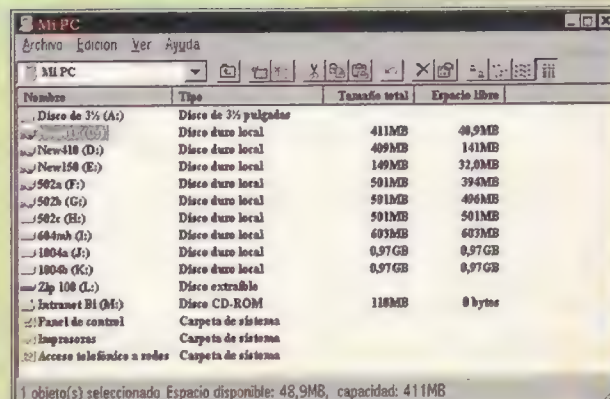 Mi PC
Archivo Edición Ver Ayuda
Mi PC
Nombre Tipo Tamaño total Espacio libre
Disco de 3½ (A:) Disco de 3½ pulgadas
Disco duro local 411MB 48,9MB
New410 (D:) Disco duro local 409MB 141MB
New150 (E:) Disco duro local 149MB 32,0MB
502a (F:) Disco duro local 501MB 394MB
502b (G:) Disco duro local 501MB 496MB
502c (H:) Disco duro local 501MB 501MB
604mb (I:) Disco duro local 603MB 603MB
1004a (J:) Disco duro local 0,97GB 0,97GB
1004b (K:) Disco duro local 0,97GB 0,97GB
Zip 100 (L:) Disco extraíble
Intranet Bi (M:) Disco CD-ROM 118MB 0 bytes
Panel de control Carpeta de sistema
Impresoras Carpeta de sistema
Acceso telefónico a redes Carpeta de sistema
1 objeto(s) seleccionado Espacio disponible: 48,9MB, capacidad: 411MB